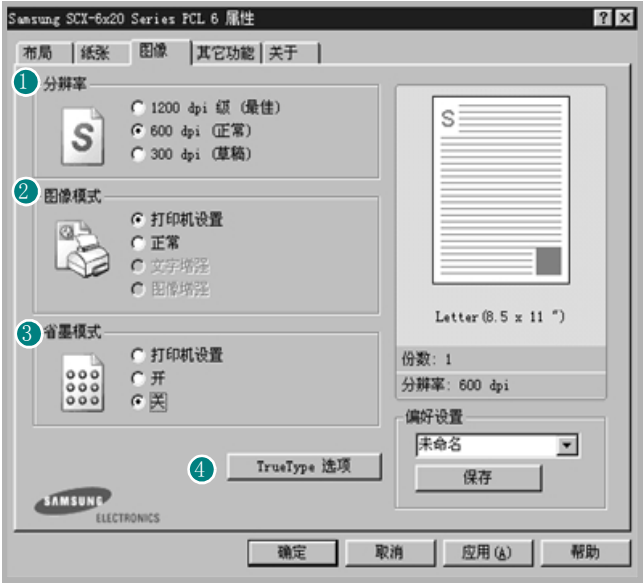 Samsung SCX-6x20 Series PCL 6 属性
布局 纸张 图像 其它功能 关于
1 分辨率
1200 dpi 级 (最佳)
600 dpi (正常)
300 dpi (草稿)
S
2 图像模式
打印机设置
正常
文字增强
图像增强
3 省墨模式
打印机设置
开
关
4 TrueType 选项
SAMSUNG
ELECTRONICS
S
Letter(8.5 x 11 ")
份数: 1
分辨率: 600 dpi
偏好设置
未命名
保存
确定 取消 应用(A) 帮助